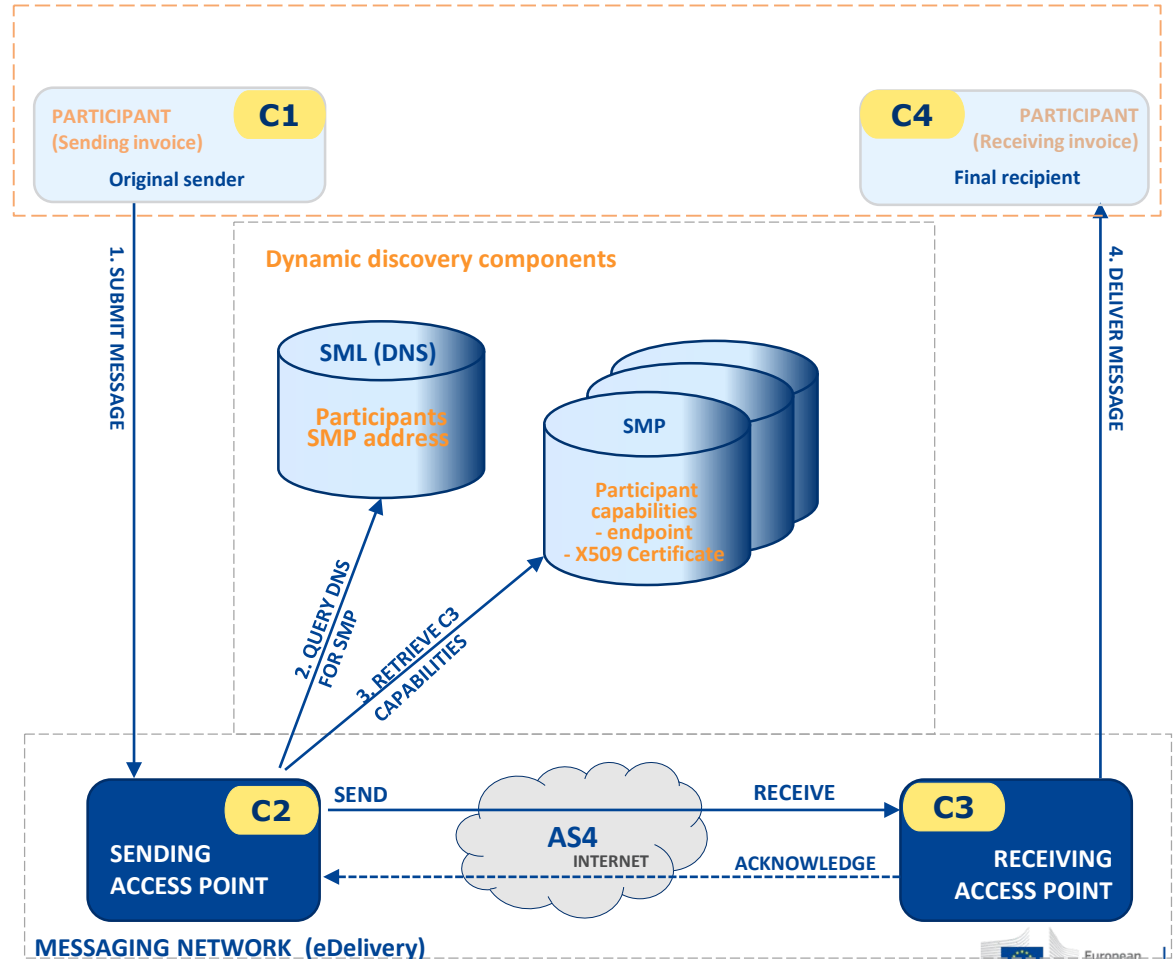 C1
PARTICIPANT
(Sending invoice)
Original sender
C4
PARTICIPANT
(Receiving invoice)
Final recipient
1. SUBMIT MESSAGE
Dynamic discovery components
4. DELIVER MESSAGE
SML (DNS)
Participants
SMP address
SMP
Participant
capabilities
- endpoint
- X509 Certificate
2. QUERY DNS
FOR SMP
3. RETRIEVE C3
CAPABILITIES
C2
SENDING
ACCESS POINT
SEND
RECEIVE
AS4
INTERNET
ACKNOWLEDGE
C3
RECEIVING
ACCESS POINT
MESSAGING NETWORK (eDelivery)
European